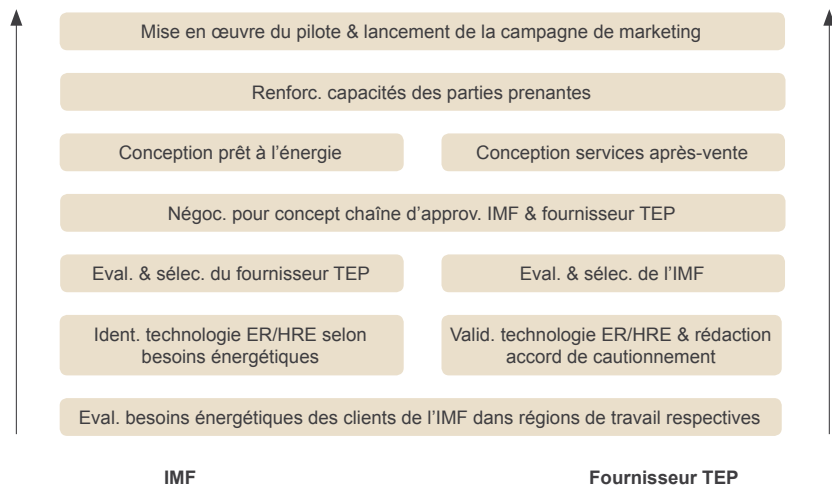 Mise en œuvre du pilote & lancement de la campagne de marketing
Renforc. capacités des parties prenantes
Conception prêt à l’énergie
Conception services après-vente
Négoc. pour concept chaîne d’approv. IMF & fournisseur TEP
Eval. & sélec. du fournisseur TEP
Eval. & sélec. de l’IMF
Ident. technologie ER/HRE selon
besoins énergétiques
Valid. technologie ER/HRE & rédaction
accord de cautionnement
Eval. besoins énergétiques des clients de l’IMF dans régions de travail respectives
IMF
Fournisseur TEP